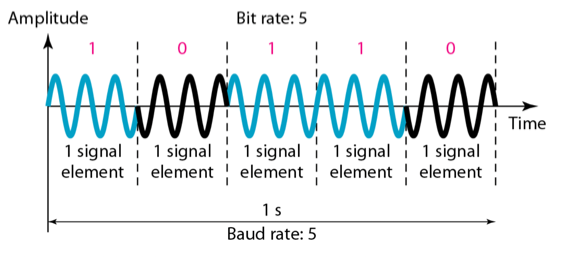 Amplitude
Bit rate: 5
1 0 1 1 0
Time
1 signal element
1 signal element
1 signal element
1 signal element
1 signal element
1 s
Baud rate: 5